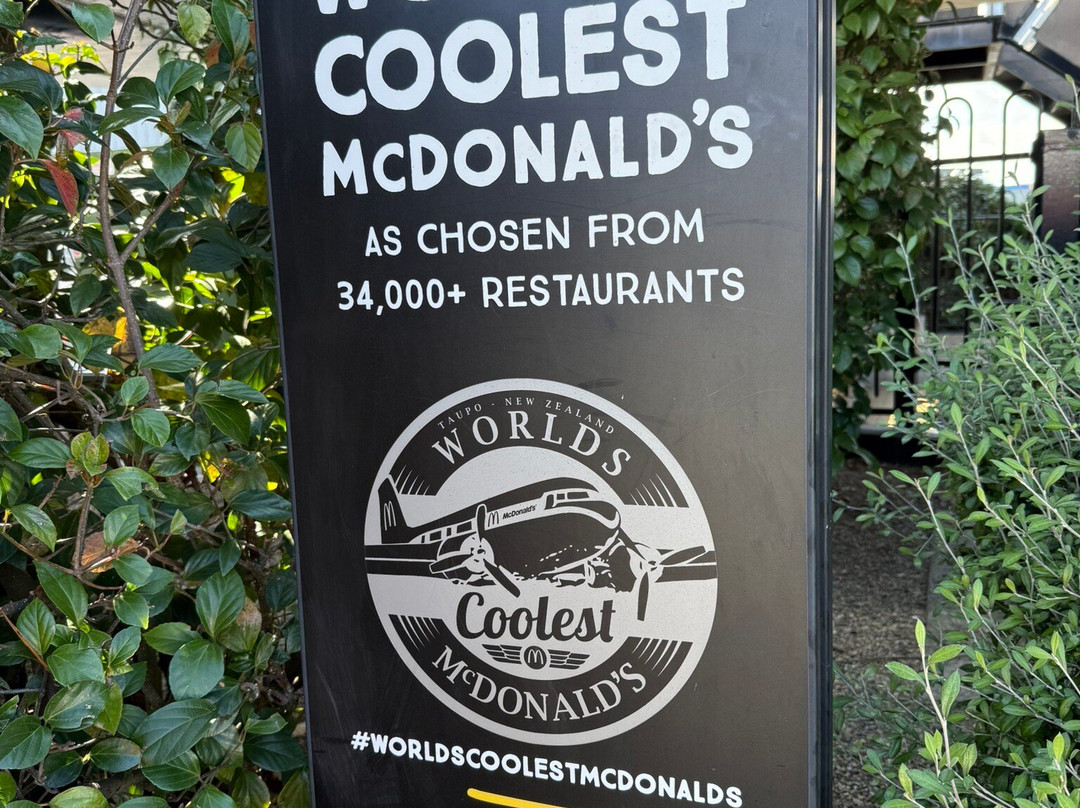 COOLEST
McDONALD'S
AS CHOSEN FROM
34,000+ RESTAURANTS
TAUPO - NEW ZEALAND
WORLDS
McDonald's
Coolest
McDONALD'S
#WORLDSCOOLESTMCDONALDS